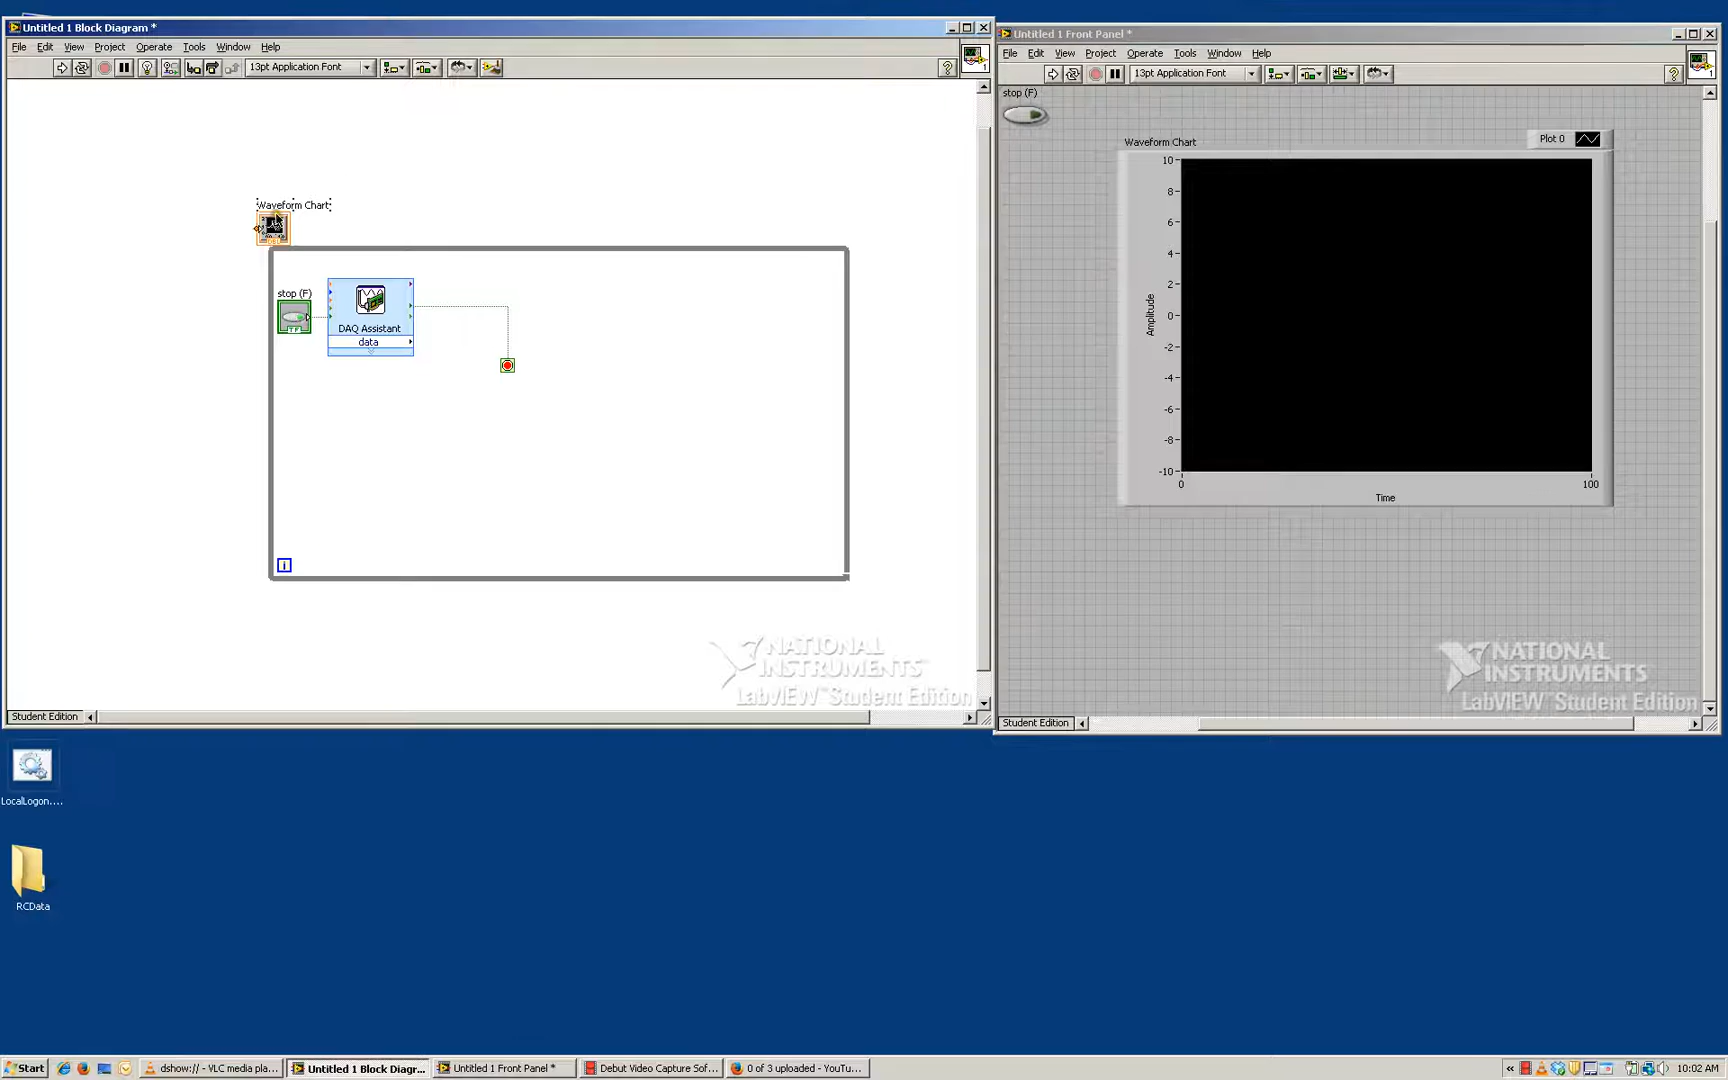 Untitled 1 Block Diagram *
File Edit View Project Operate Tools Window Help
13pt Application Font
Waveform Chart
stop (F)
TF
DAQ Assistant
data
i
NATIONAL
INSTRUMENTS
LabVIEW™ Student Edition
Student Edition
Untitled 1 Front Panel *
File Edit View Project Operate Tools Window Help
13pt Application Font
1
stop (F)
Waveform Chart
Plot 0
10
8
6
4
2
0
-2
-4
-6
-8
-10
Amplitude
0
100
Time
NATIONAL
INSTRUMENTS
LabVIEW™ Student Edition
Student Edition
LocalLogon....
RCData
Start
dshow:// - VLC media pla...
Untitled 1 Block Diagr...
Untitled 1 Front Panel *
Debut Video Capture Sof...
0 of 3 uploaded - YouTu...
10:02 AM